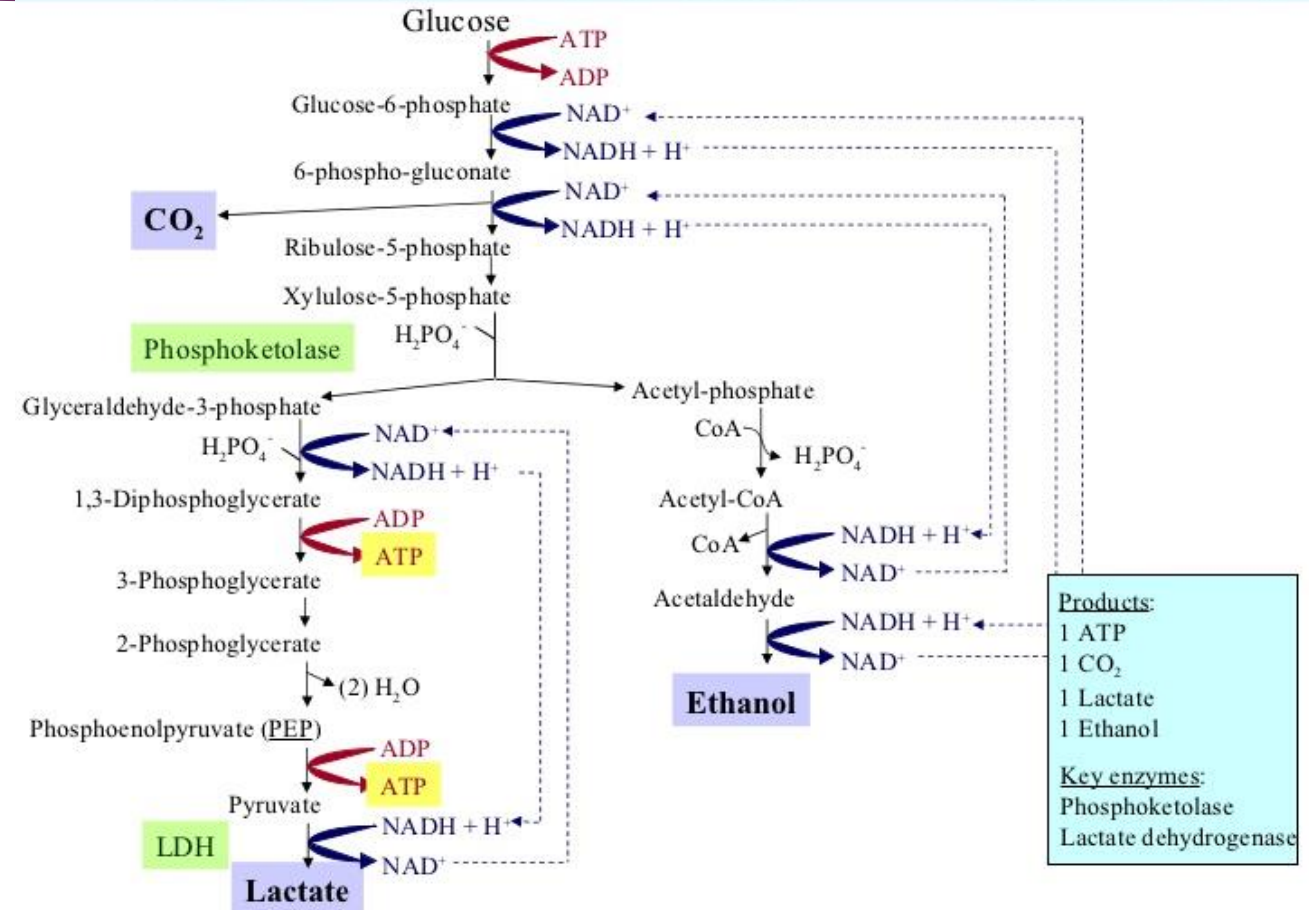 Glucose
ATP
ADP
Glucose-6-phosphate
NAD⁺
NADH + H⁺
6-phospho-gluconate
NAD⁺
CO₂
NADH + H⁺
Ribulose-5-phosphate
Xylulose-5-phosphate
H₂PO₄⁻
Phosphoketolase
Glyceraldehyde-3-phosphate
H₂PO₄⁻
NAD⁺
NADH + H⁺
1,3-Diphosphoglycerate
ADP
ATP
3-Phosphoglycerate
2-Phosphoglycerate
(2) H₂O
Phosphoenolpyruvate (PEP)
ADP
ATP
Pyruvate
NADH + H⁺
LDH
NAD⁺
Lactate
Acetyl-phosphate
CoA
H₂PO₄⁻
Acetyl-CoA
CoA
NADH + H⁺
NAD⁺
Acetaldehyde
NADH + H⁺
NAD⁺
Ethanol
Products:
1 ATP
1 CO₂
1 Lactate
1 Ethanol
Key enzymes:
Phosphoketolase
Lactate dehydrogenase